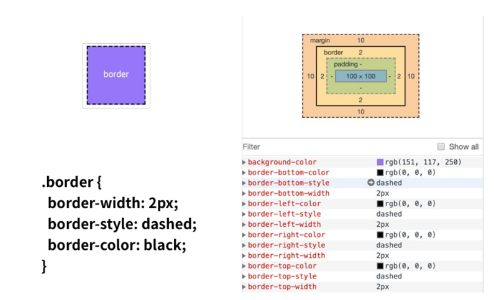 border
.border {
border-width: 2px;
border-style: dashed;
border-color: black;
}
margin 10
border 2
padding -
10 2 - 100 × 100 - 2 10
-
2
10
Filter Show all
background-color rgb(151, 117, 250)
border-bottom-color rgb(0, 0, 0)
border-bottom-style dashed
border-bottom-width 2px
border-left-color rgb(0, 0, 0)
border-left-style dashed
border-left-width 2px
border-right-color rgb(0, 0, 0)
border-right-style dashed
border-right-width 2px
border-top-color rgb(0, 0, 0)
border-top-style dashed
border-top-width 2px